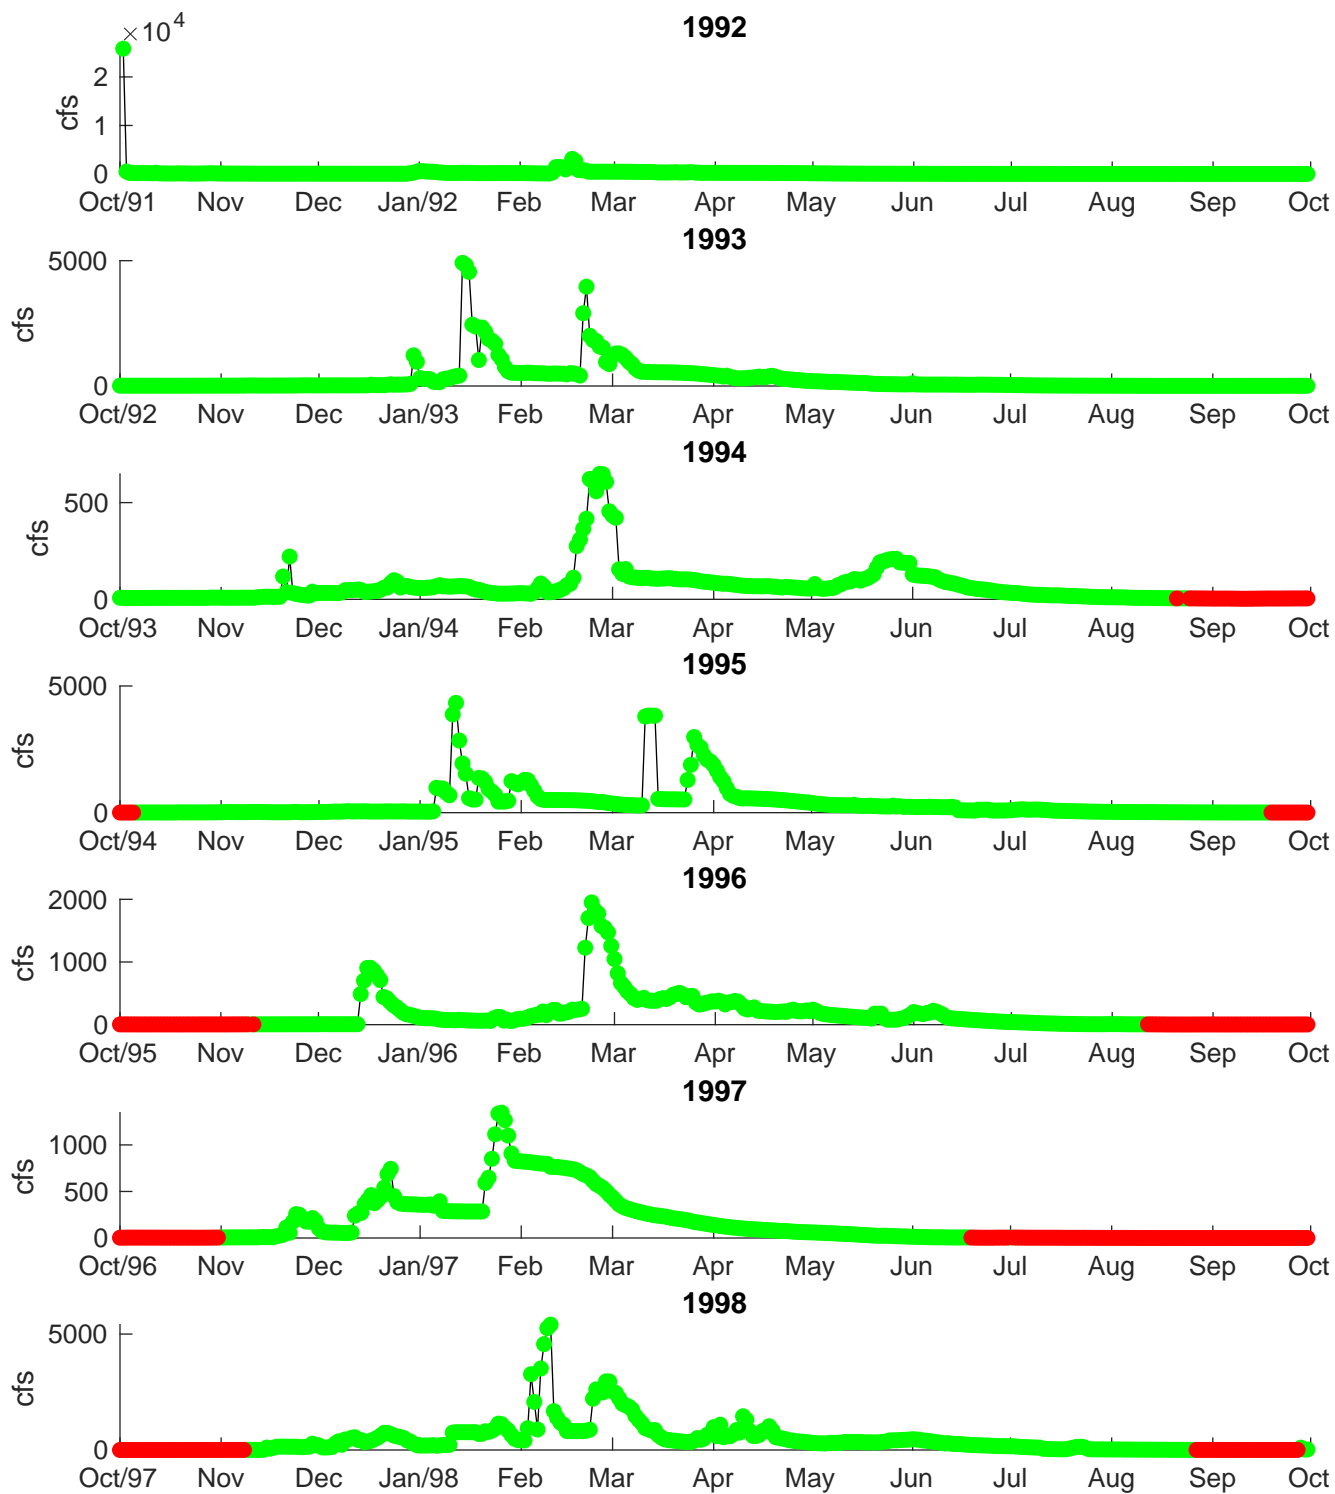 ×10^4
1992
2
1
0
cfs
Oct/91 Nov Dec Jan/92 Feb Mar Apr May Jun Jul Aug Sep Oct
1993
5000
0
cfs
Oct/92 Nov Dec Jan/93 Feb Mar Apr May Jun Jul Aug Sep Oct
1994
500
0
cfs
Oct/93 Nov Dec Jan/94 Feb Mar Apr May Jun Jul Aug Sep Oct
1995
5000
0
cfs
Oct/94 Nov Dec Jan/95 Feb Mar Apr May Jun Jul Aug Sep Oct
1996
2000
1000
0
cfs
Oct/95 Nov Dec Jan/96 Feb Mar Apr May Jun Jul Aug Sep Oct
1997
1000
500
0
cfs
Oct/96 Nov Dec Jan/97 Feb Mar Apr May Jun Jul Aug Sep Oct
1998
5000
0
cfs
Oct/97 Nov Dec Jan/98 Feb Mar Apr May Jun Jul Aug Sep Oct